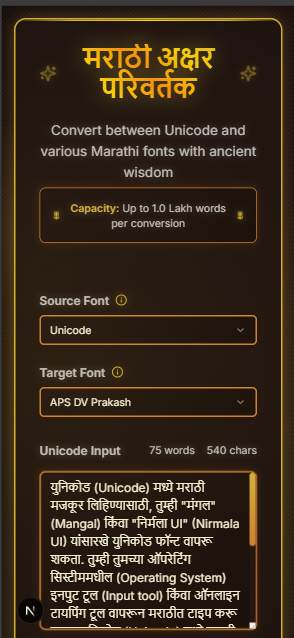 मराठी अक्षर
परिवर्तक
Convert between Unicode and
various Marathi fonts with ancient
wisdom
Capacity: Up to 1.0 Lakh words
per conversion
Source Font
Unicode
Target Font
APS DV Prakash
Unicode Input 75 words 540 chars
युनिकोड (Unicode) मध्ये मराठी
मजकूर लिहिण्यासाठी, तुम्ही "मंगल"
(Mangal) किंवा "निर्मला UI" (Nirmala
UI) यांसारखे युनिकोड फॉन्ट वापरू
शकता. तुम्ही तुमच्या ऑपरेटिंग
सिस्टीममधील (Operating System)
इनपुट टूल (Input tool) किंवा ऑनलाइन
टायपिंग टूल वापरून मराठीत टाइप करू
N